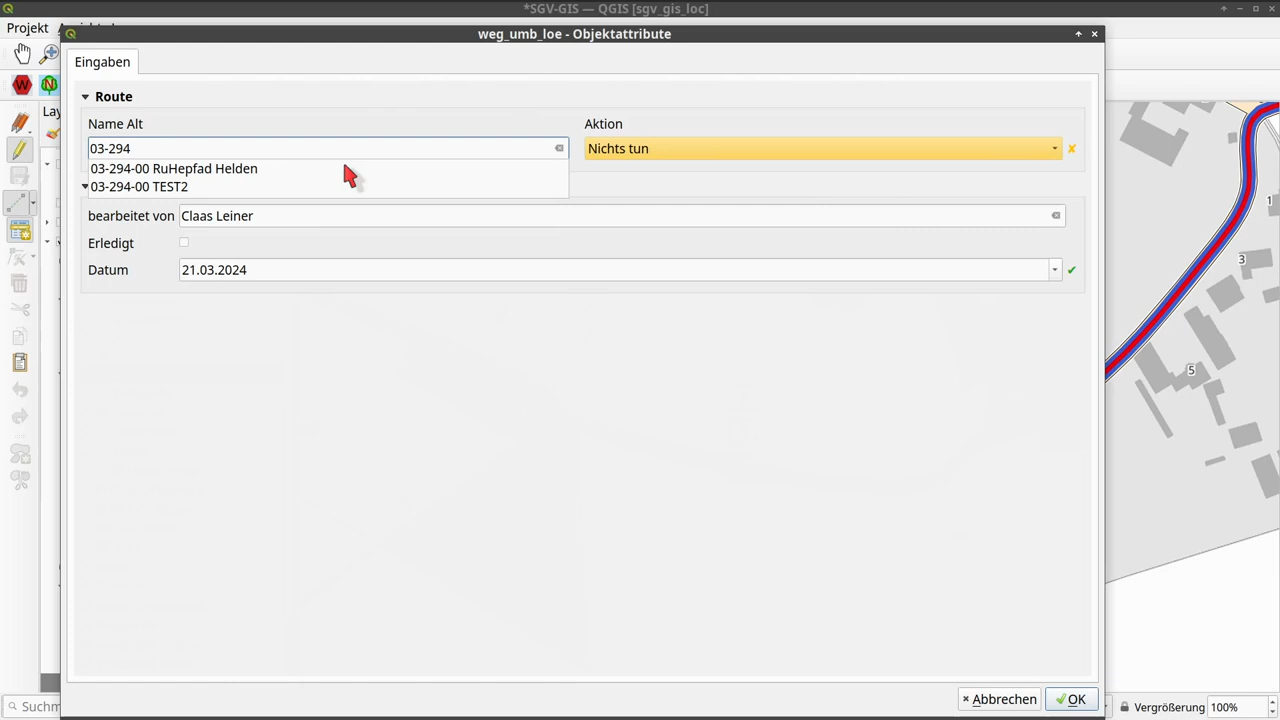 *SGV-GIS — QGIS [sgv_gis_loc]
Projekt
weg_umb_loe - Objektattribute
Eingaben
W
N
Lay
Route
Name Alt
Aktion
03-294
Nichts tun
03-294-00 RuHepfad Helden
03-294-00 TEST2
bearbeitet von
Claas Leiner
Erledigt
Datum
21.03.2024
1
3
5
Abbrechen
OK
Suchm
Vergrößerung
100%